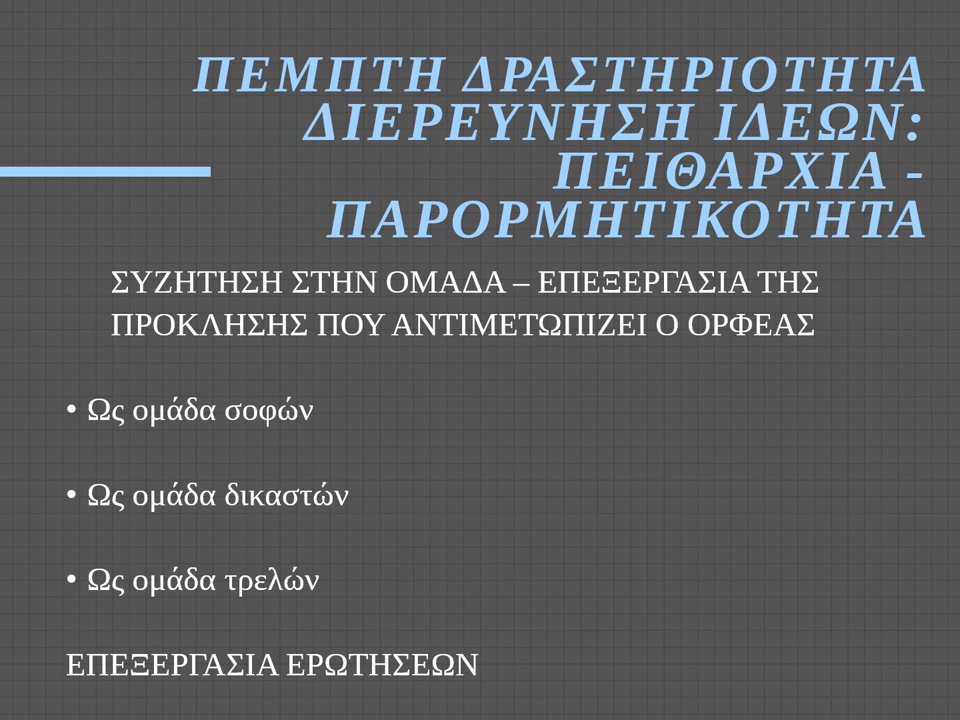 ΠΕΜΠΤΗ ΔΡΑΣΤΗΡΙΟΤΗΤΑ
ΔΙΕΡΕΥΝΗΣΗ ΙΔΕΩΝ:
ΠΕΙΘΑΡΧΙΑ -
ΠΑΡΟΡΜΗΤΙΚΟΤΗΤΑ
ΣΥΖΗΤΗΣΗ ΣΤΗΝ ΟΜΑΔΑ – ΕΠΕΞΕΡΓΑΣΙΑ ΤΗΣ
ΠΡΟΚΛΗΣΗΣ ΠΟΥ ΑΝΤΙΜΕΤΩΠΙΖΕΙ Ο ΟΡΦΕΑΣ
• Ως ομάδα σοφών
• Ως ομάδα δικαστών
• Ως ομάδα τρελών
ΕΠΕΞΕΡΓΑΣΙΑ ΕΡΩΤΗΣΕΩΝ